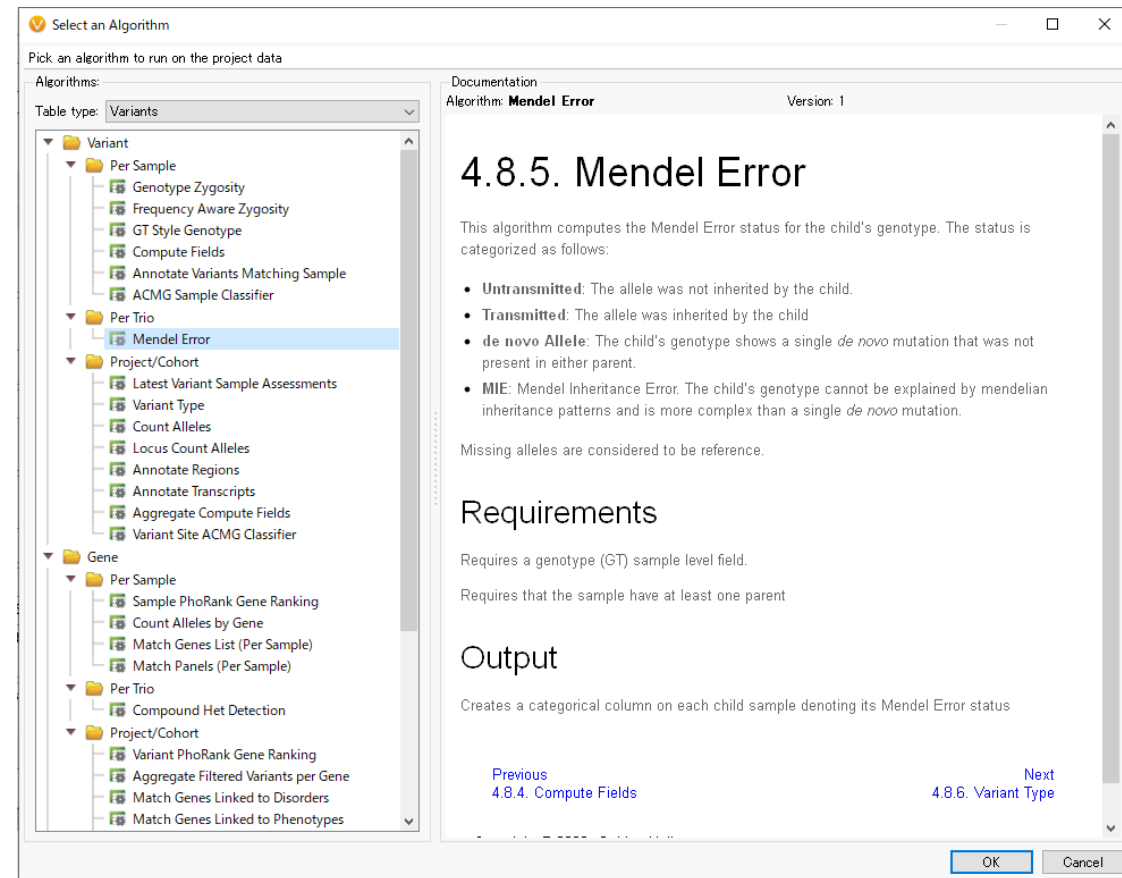 Select an Algorithm
Pick an algorithm to run on the project data
Algorithms:
Table type: Variants
Variant
Per Sample
Genotype Zygosity
Frequency Aware Zygosity
GT Style Genotype
Compute Fields
Annotate Variants Matching Sample
ACMG Sample Classifier
Per Trio
Mendel Error
Project/Cohort
Latest Variant Sample Assessments
Variant Type
Count Alleles
Locus Count Alleles
Annotate Regions
Annotate Transcripts
Aggregate Compute Fields
Variant Site ACMG Classifier
Gene
Per Sample
Sample PhoRank Gene Ranking
Count Alleles by Gene
Match Genes List (Per Sample)
Match Panels (Per Sample)
Per Trio
Compound Het Detection
Project/Cohort
Variant PhoRank Gene Ranking
Aggregate Filtered Variants per Gene
Match Genes Linked to Disorders
Match Genes Linked to Phenotypes
Documentation
Algorithm: Mendel Error Version: 1
4.8.5. Mendel Error
This algorithm computes the Mendel Error status for the child's genotype. The status is
categorized as follows:
• Untransmitted: The allele was not inherited by the child.
• Transmitted: The allele was inherited by the child
• de novo Allele: The child's genotype shows a single de novo mutation that was not
present in either parent.
• MIE: Mendel Inheritance Error. The child's genotype cannot be explained by mendelian
inheritance patterns and is more complex than a single de novo mutation.
Missing alleles are considered to be reference.
Requirements
Requires a genotype (GT) sample level field.
Requires that the sample have at least one parent
Output
Creates a categorical column on each child sample denoting its Mendel Error status
Previous Next
4.8.4. Compute Fields 4.8.6. Variant Type
OK Cancel